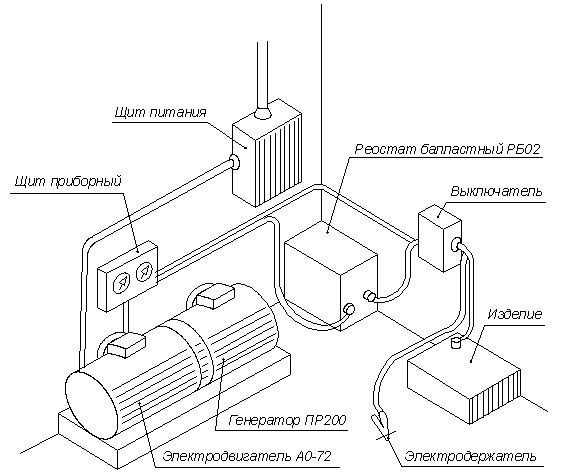 Щит питания
Реостат балластный РБ02
Щит приборный
Выключатель
Изделие
Генератор ПР200
Электродвигатель А0-72
Электродержатель